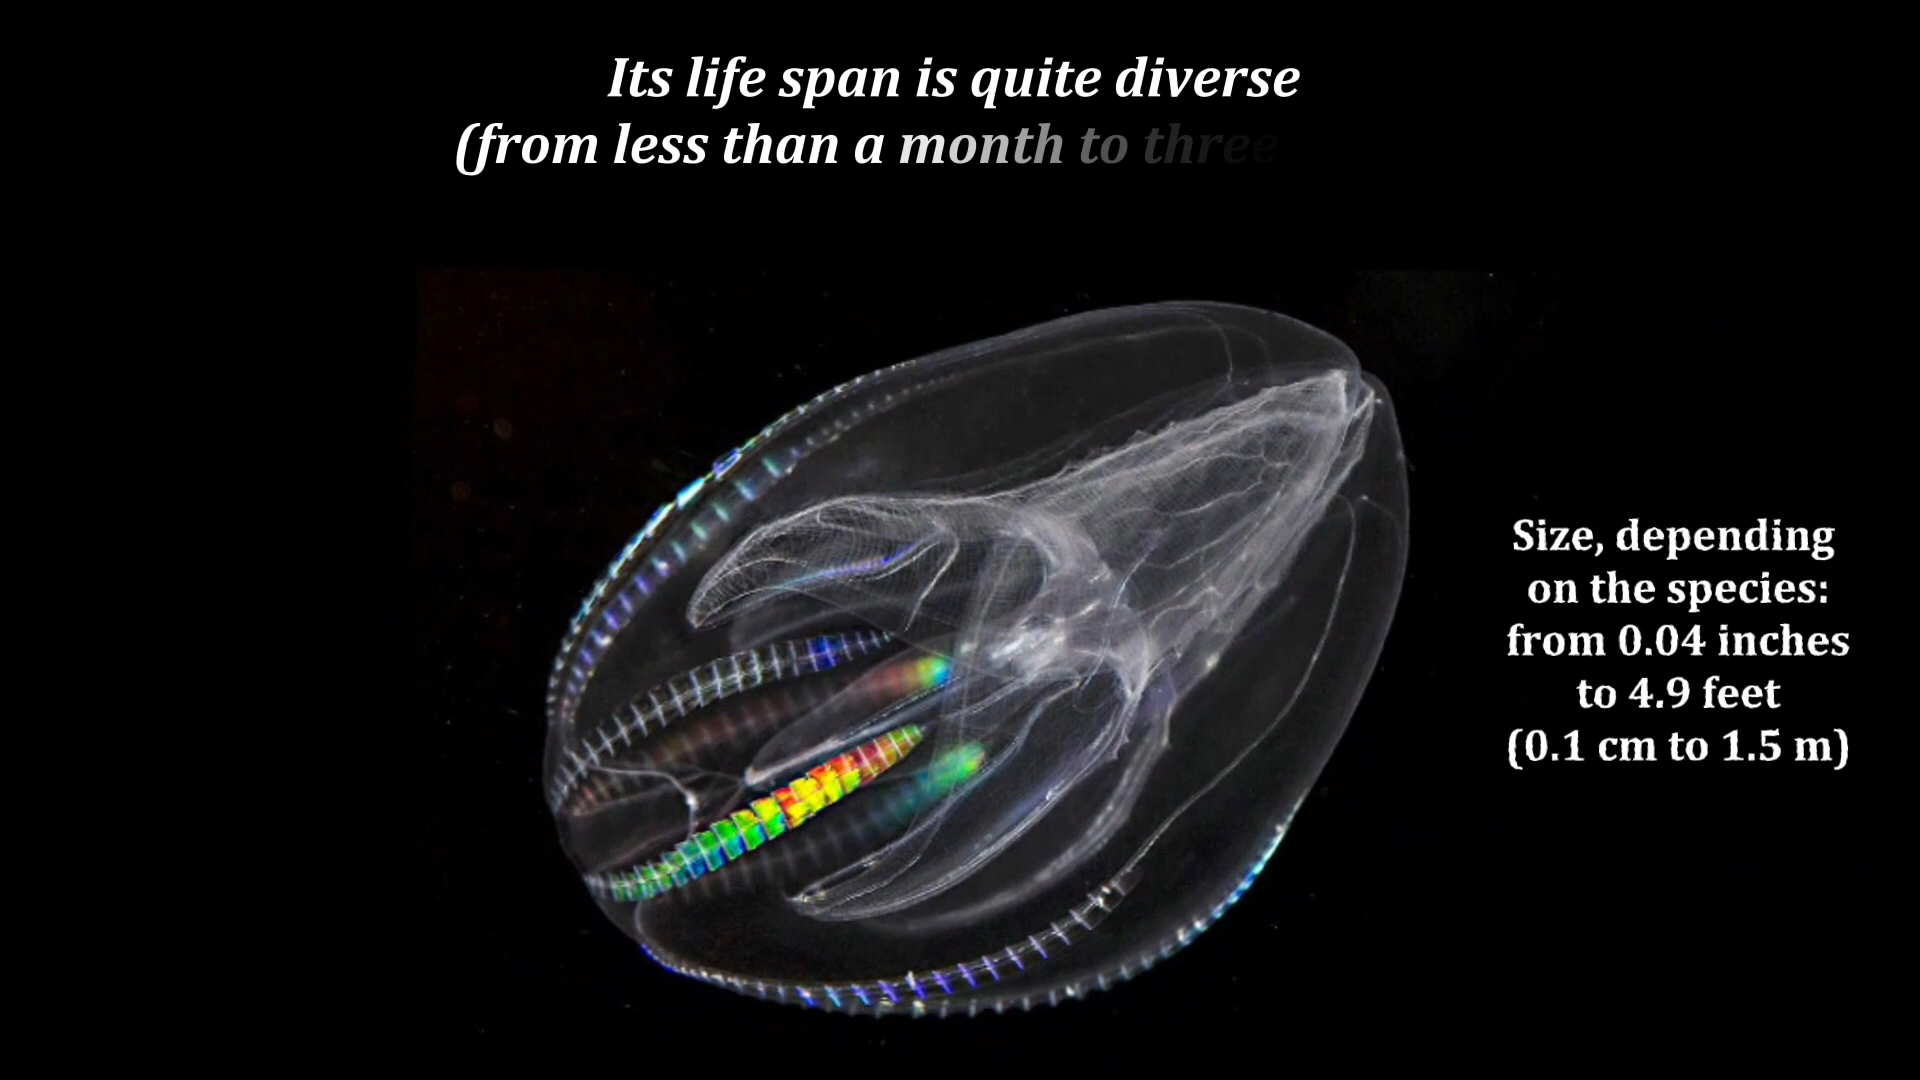 Its life span is quite diverse
(from less than a month to three
Size, depending
on the species:
from 0.04 inches
to 4.9 feet
(0.1 cm to 1.5 m)